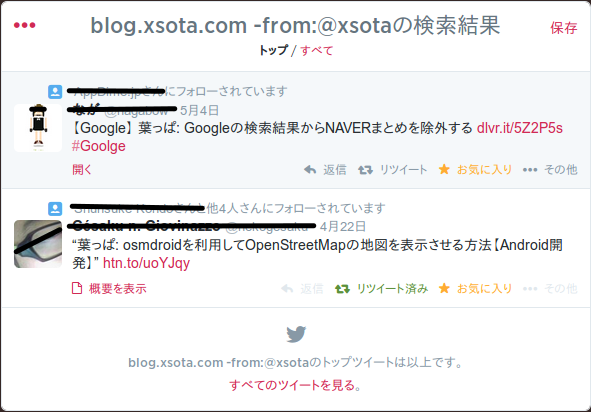 blog.xsota.com -from:@xsotaの検索結果
保存
トップ / すべて
にフォローされています
5月4日
【Google】 葉っぱ: Googleの検索結果からNAVERまとめを除外する dlvr.it/5Z2P5s
#Goolge
開く 返信 リツイート お気に入り その他
さんと他4人さんにフォローされています
4月22日
“葉っぱ: osmdroidを利用してOpenStreetMapの地図を表示させる方法【Android開
発】” htn.to/uoYJqy
概要を表示 返信 リツイート済み お気に入り その他
blog.xsota.com -from:@xsotaのトップツイートは以上です。
すべてのツイートを見る。